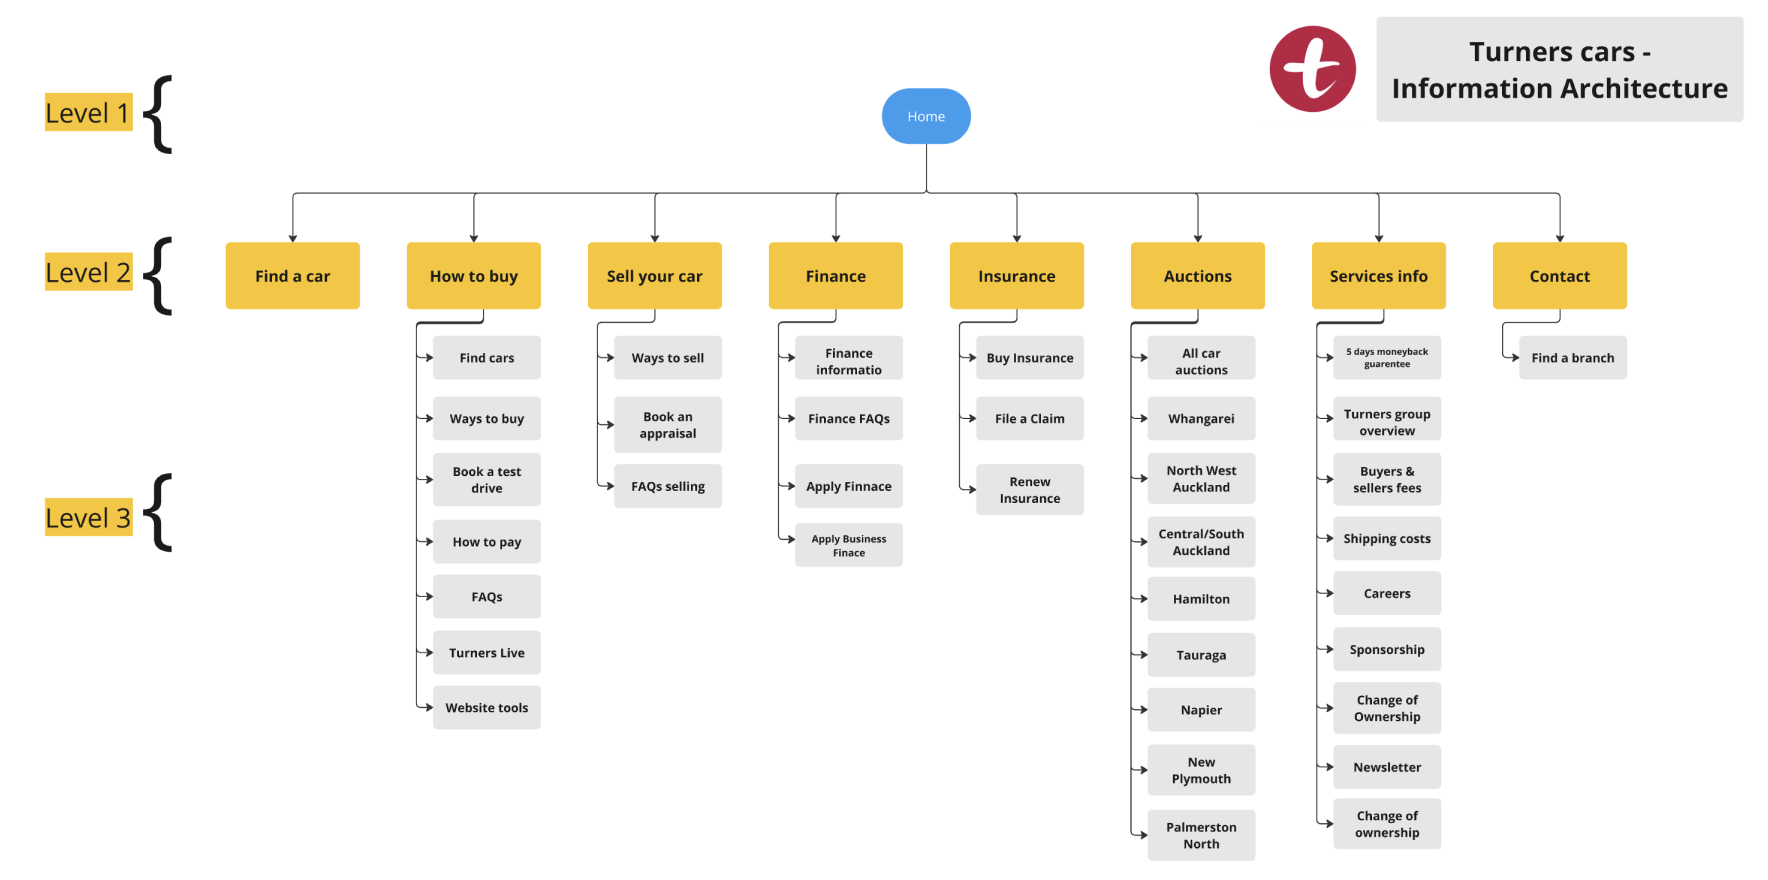 Turners cars -
Information Architecture
Level 1
Home
Level 2
Find a car
How to buy
Sell your car
Finance
Insurance
Auctions
Services info
Contact
Level 3
Find cars
Ways to buy
Book a test
drive
How to pay
FAQs
Turners Live
Website tools
Ways to sell
Book an
appraisal
FAQs selling
Finance
informatio
Finance FAQs
Apply Finnace
Apply Business
Finace
Buy Insurance
File a Claim
Renew
Insurance
All car
auctions
Whangarei
North West
Auckland
Central/South
Auckland
Hamilton
Tauraga
Napier
New
Plymouth
Palmerston
North
5 days moneyback
guarentee
Turners group
overview
Buyers &
sellers fees
Shipping costs
Careers
Sponsorship
Change of
Ownership
Newsletter
Change of
ownership
Find a branch